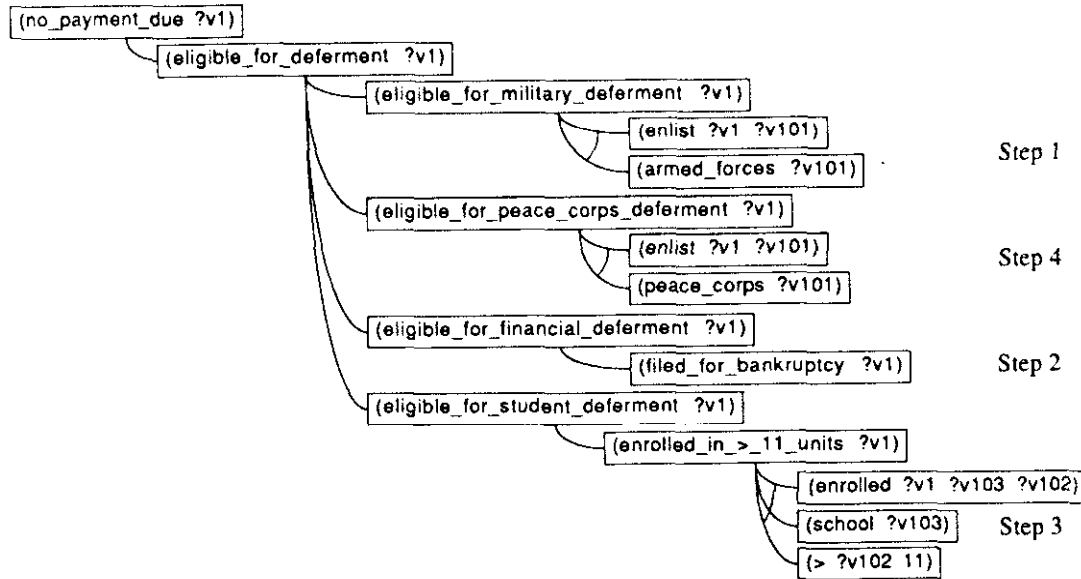 (no_payment_due ?v1)
(eligible_for_deferment ?v1)
(eligible_for_military_deferment ?v1)
(enlist ?v1 ?v101)
Step 1
(armed_forces ?v101)
(eligible_for_peace_corps_deferment ?v1)
(enlist ?v1 ?v101)
Step 4
(peace_corps ?v101)
(eligible_for_financial_deferment ?v1)
(filed_for_bankruptcy ?v1)
Step 2
(eligible_for_student_deferment ?v1)
(enrolled_in_>_11_units ?v1)
(enrolled ?v1 ?v103 ?v102)
(school ?v103)
Step 3
(> ?v102 11)